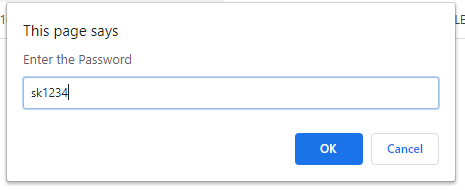 This page says
Enter the Password
sk1234
OK Cancel